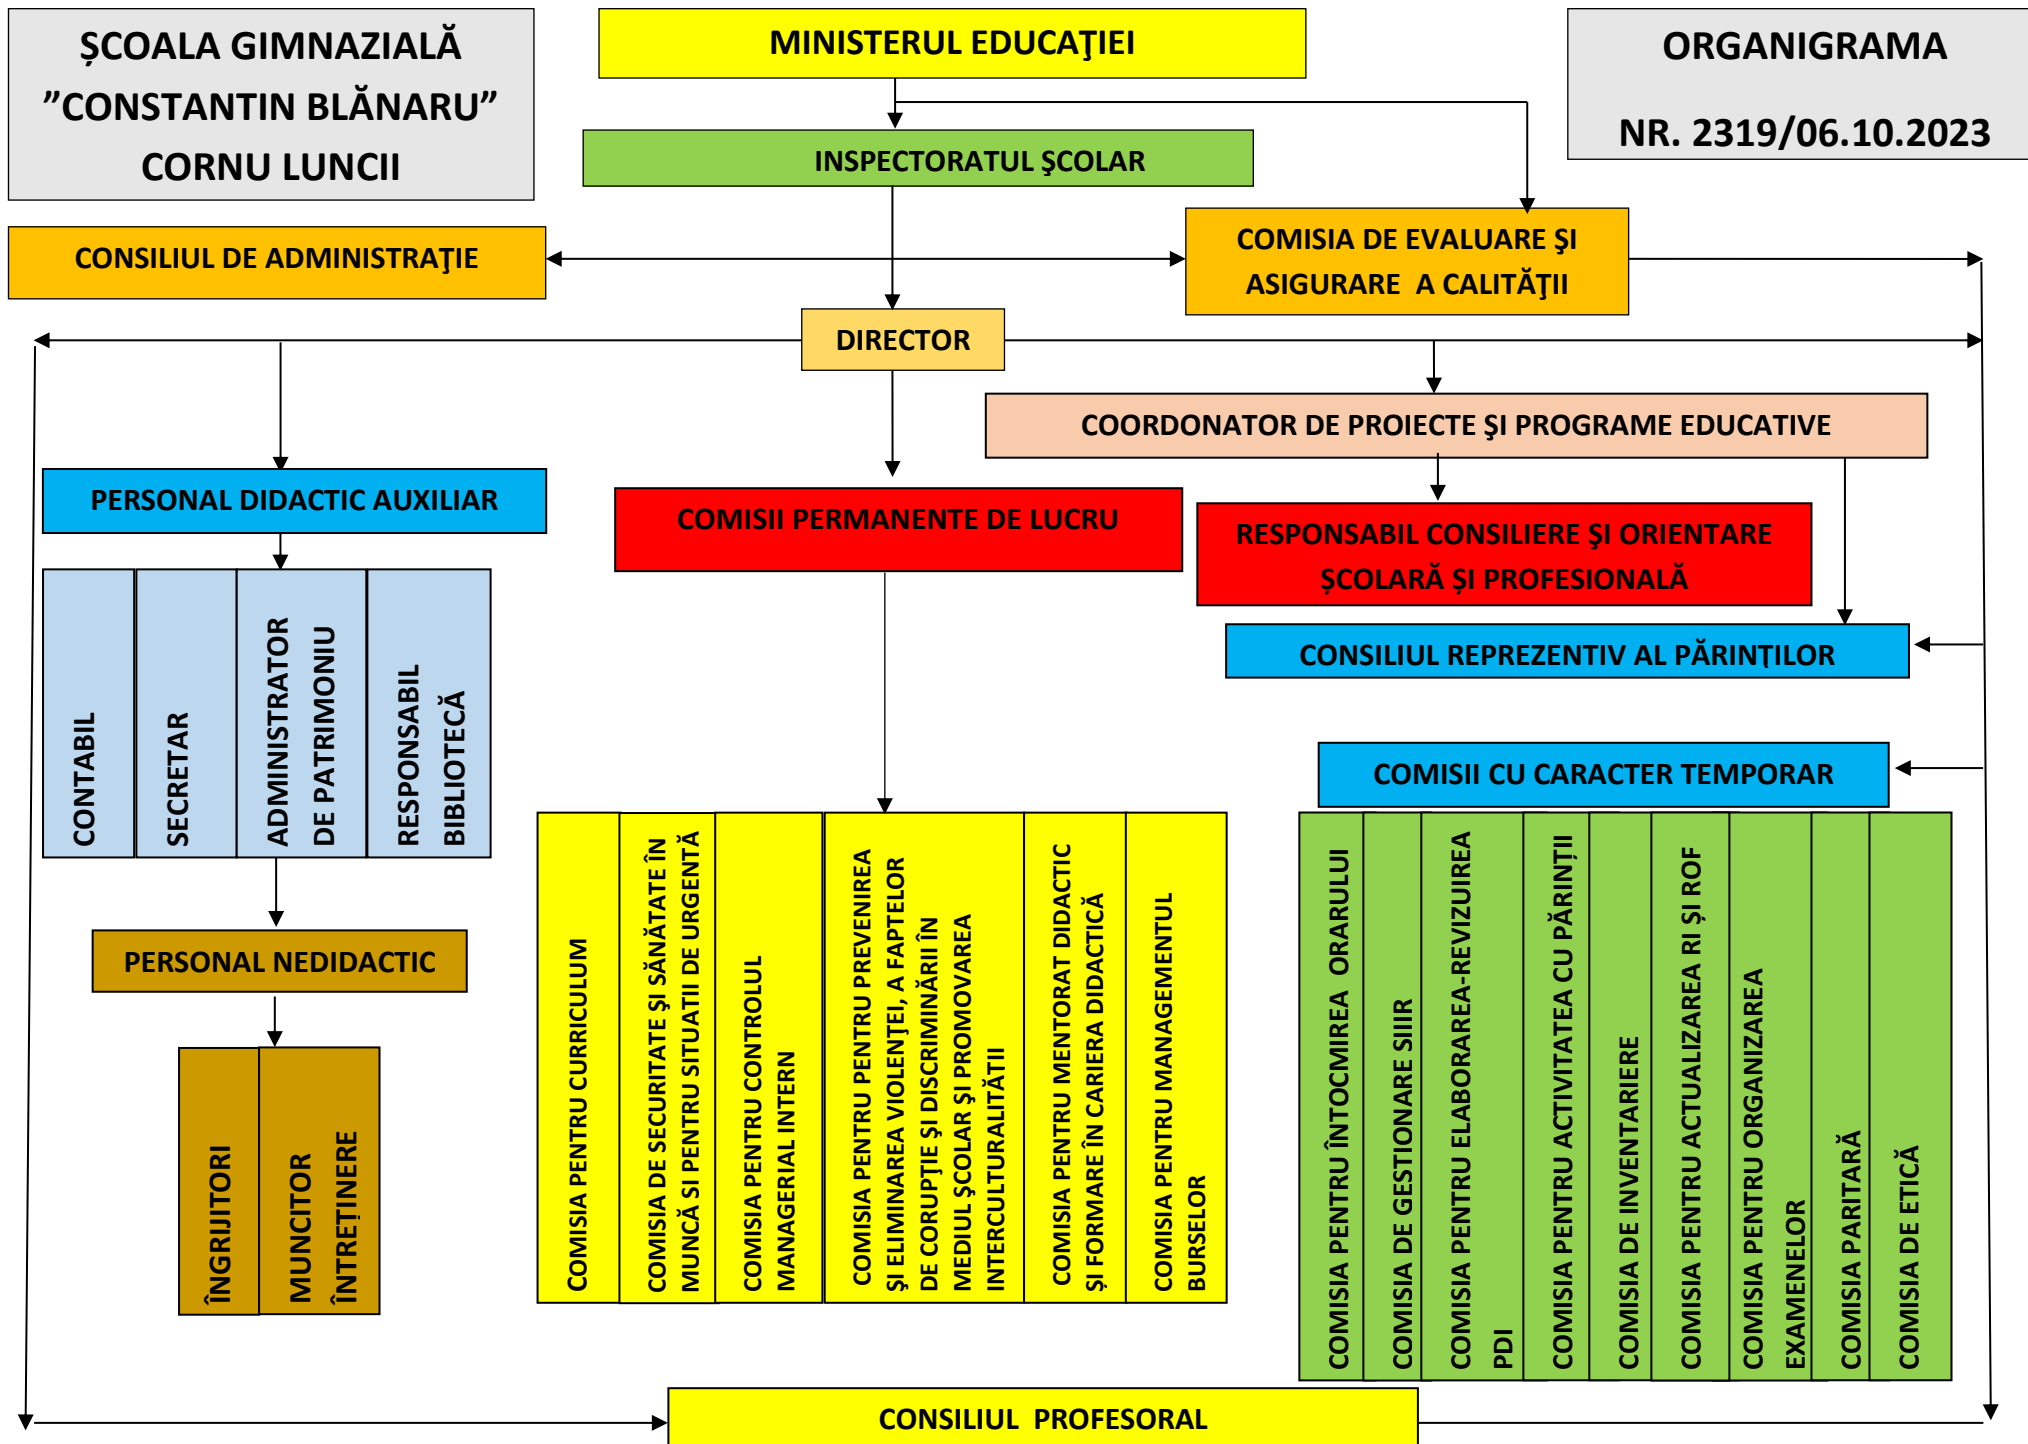 ȘCOALA GIMNAZIALĂ
”CONSTANTIN BLĂNARU”
CORNU LUNCII
MINISTERUL EDUCAŢIEI
ORGANIGRAMA
NR. 2319/06.10.2023
INSPECTORATUL ŞCOLAR
CONSILIUL DE ADMINISTRAŢIE
COMISIA DE EVALUARE ŞI
ASIGURARE A CALITĂŢII
DIRECTOR
COORDONATOR DE PROIECTE ŞI PROGRAME EDUCATIVE
PERSONAL DIDACTIC AUXILIAR
COMISII PERMANENTE DE LUCRU
RESPONSABIL CONSILIERE ŞI ORIENTARE
ȘCOLARĂ ȘI PROFESIONALĂ
CONSILIUL REPREZENTIV AL PĂRINŢILOR
CONTABIL
SECRETAR
ADMINISTRATOR
DE PATRIMONIU
RESPONSABIL
BIBLIOTECĂ
COMISII CU CARACTER TEMPORAR
PERSONAL NEDIDACTIC
ÎNGRIJITORI
MUNCITOR
ÎNTREȚINERE
COMISIA PENTRU CURRICULUM
COMISIA DE SECURITATE ŞI SĂNĂTATE ÎN
MUNCĂ SI PENTRU SITUATII DE URGENTĂ
COMISIA PENTRU CONTROLUL
MANAGERIAL INTERN
COMISIA PENTRU PREVENIREA
ŞI ELIMINAREA VIOLENŢEI, A FAPTELOR
DE CORUPŢIE ŞI DISCRIMINĂRII ÎN
MEDIUL ŞCOLAR ŞI PROMOVAREA
INTERCULTURALITĂTII
COMISIA PENTRU MENTORAT DIDACTIC
ȘI FORMARE ÎN CARIERA DIDACTICĂ
COMISIA PENTRU MANAGEMENTUL
BURSELOR
COMISIA PENTRU ÎNTOCMIREA ORARULUI
COMISIA DE GESTIONARE SIIIR
COMISIA PENTRU ELABORAREA-REVIZUIREA
PDI
COMISIA PENTRU ACTIVITATEA CU PĂRINȚII
COMISIA DE INVENTARIERE
COMISIA PENTRU ACTUALIZAREA RI ȘI ROF
COMISIA PENTRU ORGANIZAREA
EXAMENELOR
COMISIA PARITARĂ
COMISIA DE ETICĂ
CONSILIUL PROFESORAL